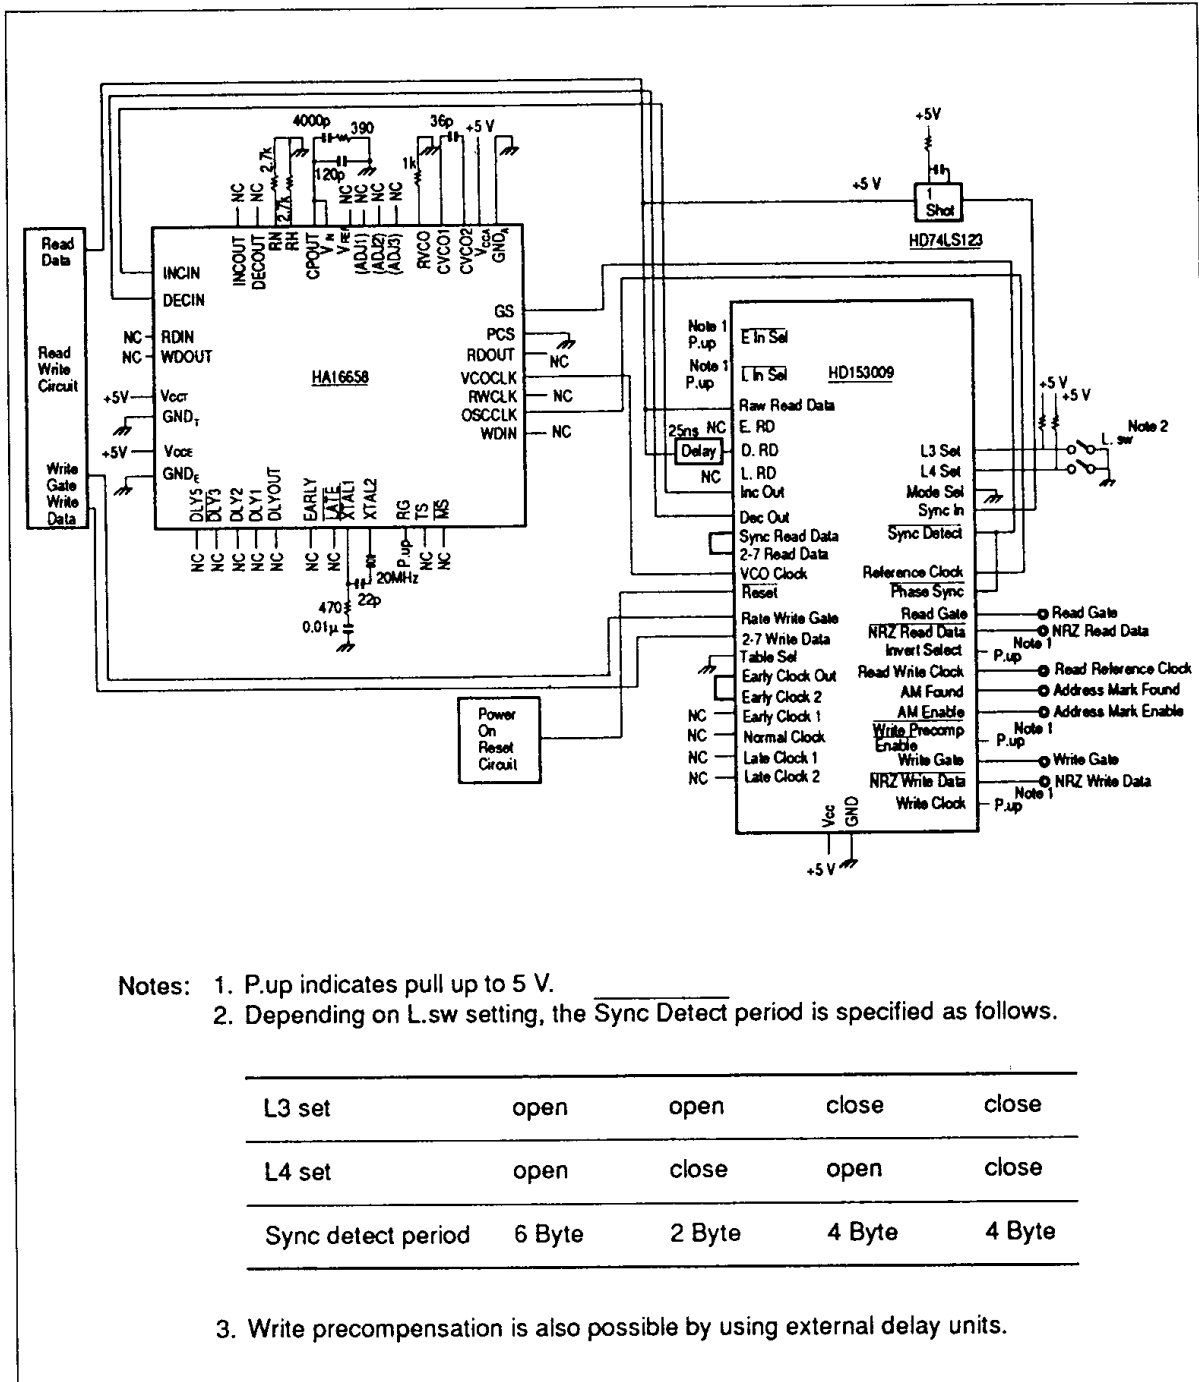 4000p
390
36p
+5 V
2.7k
2.7k
120p
1k
NC
NC
NC
NC
NC
NC
+5V
+5 V
1
Shot
HD74LS123
Read
Data
Read
Write
Circuit
Write
Gate
Write
Data
INCOUT
DECOUT
RN
RH
CPOUT
VIN
VREF
(ADJ1)
(ADJ2)
(ADJ3)
RVCO
CVCO1
CVCO2
VCCA
GNDA
INCIN
DECIN
NC RDIN
NC WDOUT
+5V VCCT
GNDT
+5V VCCE
GNDE
HA16658
GS
PCS
RDOUT NC
VCOCLK
RWCLK NC
OSCCLK
WDIN NC
DLY5
DLY3
DLY2
DLY1
DLYOUT
EARLY
LATE
XTAL1
XTAL2
RG
TS
MS
NC
NC
NC
NC
NC
NC
NC
P.up
NC
NC
20MHz
22p
470
0.01μ
Power
On
Reset
Circuit
25ns
Delay
HD153009
Note 1
P.up
E In Sel
Note 1
P.up
L In Sel
Raw Read Data
NC E. RD
D. RD
NC L. RD
Inc Out
Dec Out
Sync Read Data
2-7 Read Data
VCO Clock
Reset
Rate Write Gate
2-7 Write Data
Table Sel
Early Clock Out
Early Clock 2
NC Early Clock 1
NC Normal Clock
NC Late Clock 1
NC Late Clock 2
Vcc
GND
+5 V
+5 V
+5 V
L. sw
Note 2
L3 Set
L4 Set
Mode Sel
Sync In
Sync Detect
Reference Clock
Phase Sync
Read Gate Read Gate
NRZ Read Data NRZ Read Data
Invert Select P.up Note 1
Read Write Clock Read Reference Clock
AM Found Address Mark Found
AM Enable Address Mark Enable
Write Precomp
Enable P.up Note 1
Write Gate Write Gate
NRZ Write Data NRZ Write Data
Write Clock P.up Note 1
Notes: 1. P.up indicates pull up to 5 V.
2. Depending on L.sw setting, the Sync Detect period is specified as follows.
L3 set open open close close
L4 set open close open close
Sync detect period 6 Byte 2 Byte 4 Byte 4 Byte
3. Write precompensation is also possible by using external delay units.